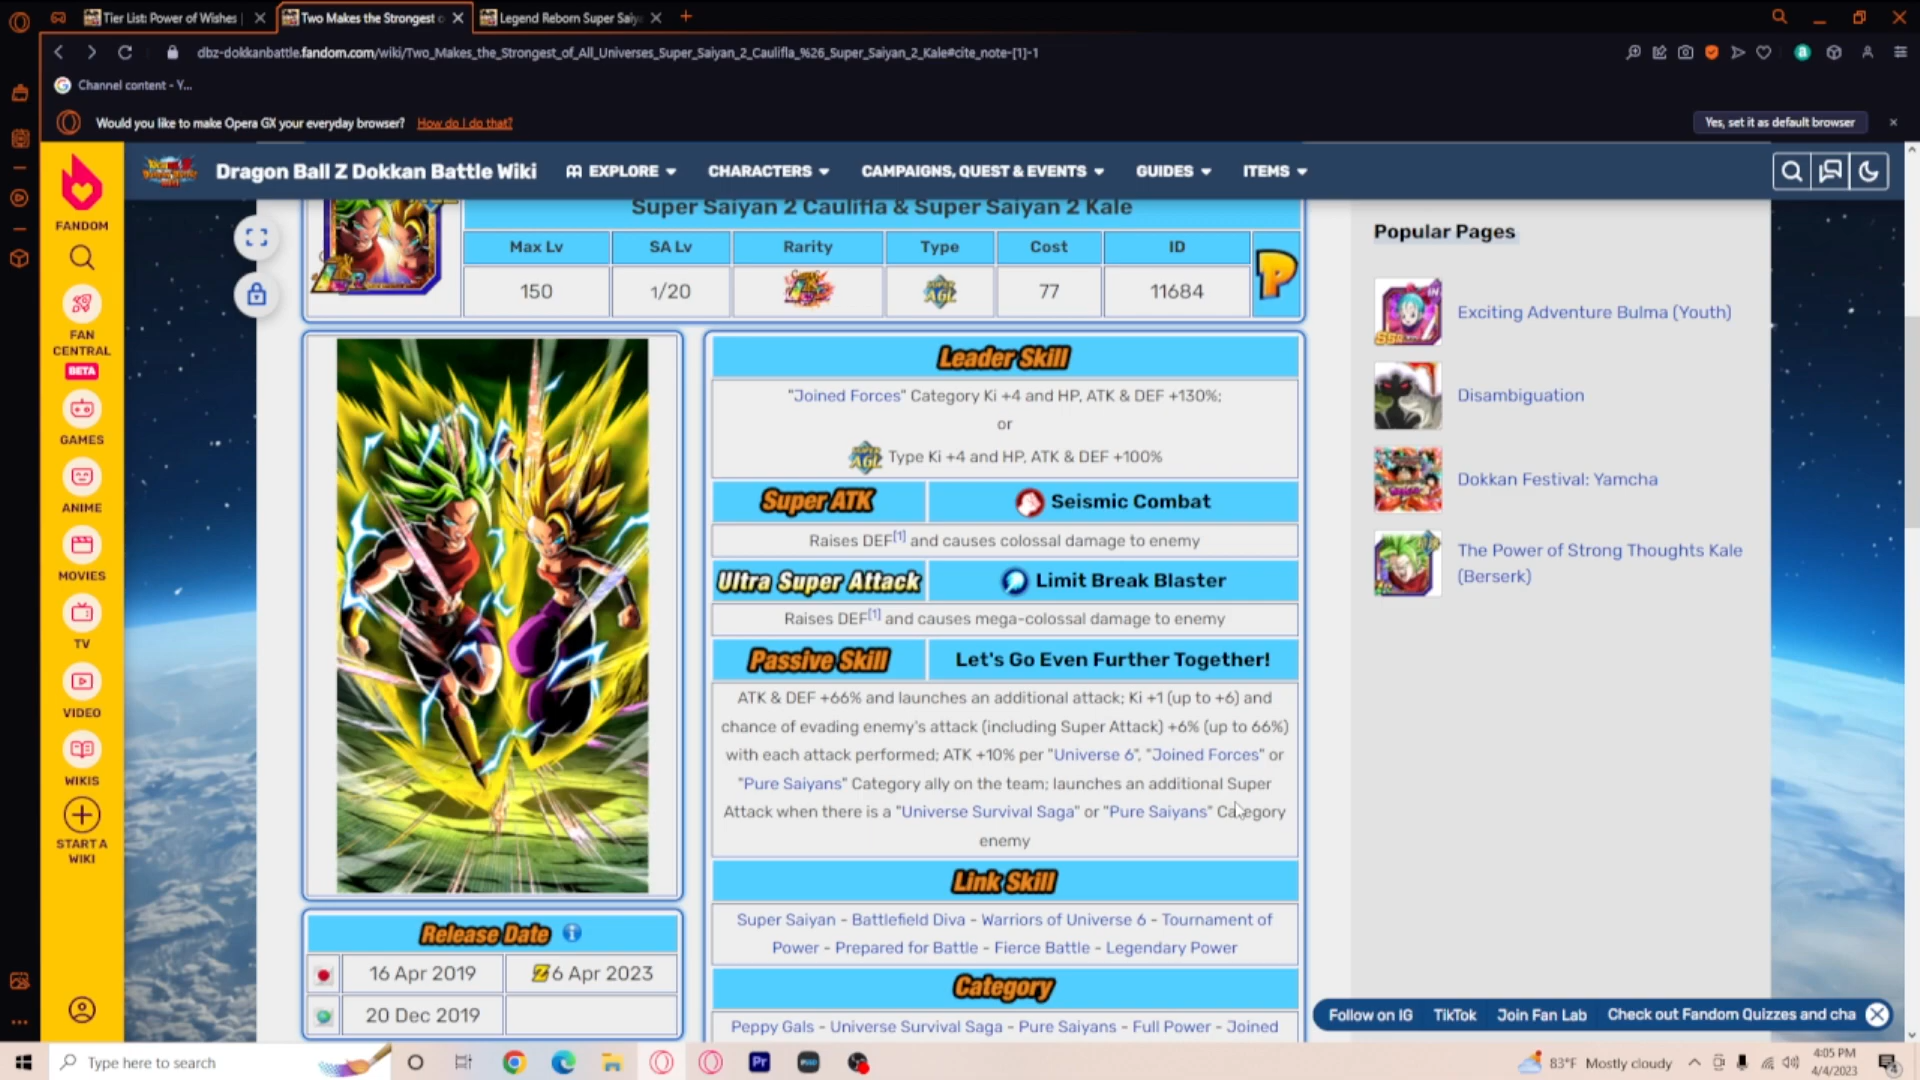 Tier List: Power of Wishes |
Two Makes the Strongest o
Legend Reborn Super Saiy
dbz-dokkanbattle.fandom.com/wiki/Two_Makes_the_Strongest_of_All_Universes_Super_Saiyan_2_Caulifla_%26_Super_Saiyan_2_Kale#cite_note-[1]-1
Channel content - Y...
Would you like to make Opera GX your everyday browser? How do I do that?
Yes, set it as default browser
Dragon Ball Z Dokkan Battle Wiki
EXPLORE
CHARACTERS
CAMPAIGNS, QUEST & EVENTS
GUIDES
ITEMS
FANDOM
FAN CENTRAL
BETA
GAMES
ANIME
MOVIES
TV
VIDEO
WIKIS
START A WIKI
Super Saiyan 2 Caulifla & Super Saiyan 2 Kale
Max Lv SA Lv Rarity Type Cost ID
150 1/20 77 11684
P
Leader Skill
"Joined Forces" Category Ki +4 and HP, ATK & DEF +130%;
or
SUPER AGL Type Ki +4 and HP, ATK & DEF +100%
Super ATK Seismic Combat
Raises DEF[1] and causes colossal damage to enemy
Ultra Super Attack Limit Break Blaster
Raises DEF[1] and causes mega-colossal damage to enemy
Passive Skill Let's Go Even Further Together!
ATK & DEF +66% and launches an additional attack; Ki +1 (up to +6) and
chance of evading enemy's attack (including Super Attack) +6% (up to 66%)
with each attack performed; ATK +10% per "Universe 6", "Joined Forces" or
"Pure Saiyans" Category ally on the team; launches an additional Super
Attack when there is a "Universe Survival Saga" or "Pure Saiyans" Category
enemy
Link Skill
Super Saiyan - Battlefield Diva - Warriors of Universe 6 - Tournament of
Power - Prepared for Battle - Fierce Battle - Legendary Power
Category
Peppy Gals - Universe Survival Saga - Pure Saiyans - Full Power - Joined
Release Date
16 Apr 2019 Z 6 Apr 2023
20 Dec 2019
Popular Pages
Exciting Adventure Bulma (Youth)
Disambiguation
Dokkan Festival: Yamcha
The Power of Strong Thoughts Kale
(Berserk)
Follow on IG TikTok Join Fan Lab Check out Fandom Quizzes and cha
Type here to search
Pr
83°F Mostly cloudy
4:05 PM
4/4/2023